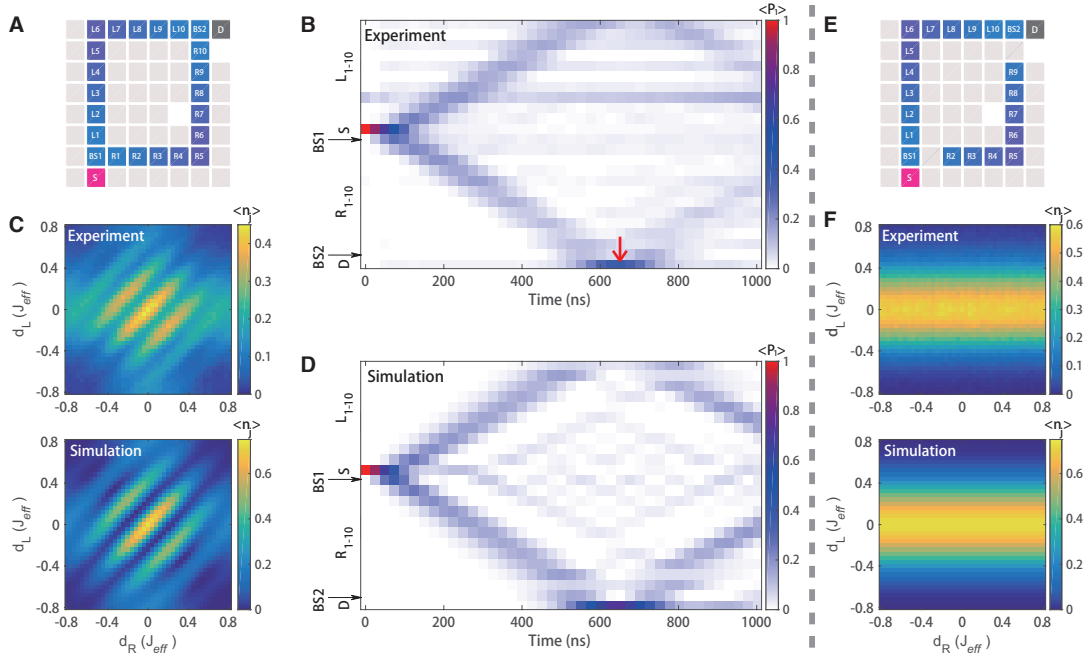 A
L6 L7 L8 L9 L10 BS2 D
L5 R10
L4 R9
L3 R8
L2 R7
L1 R6
BS1 R1 R2 R3 R4 R5
S
B
Experiment
<P₁>
1
0.8
0.6
0.4
0.2
0
L₁₋₁₀
S
BS1
R₁₋₁₀
BS2
D
0 200 400 600 800 1000
Time (ns)
E
L6 L7 L8 L9 L10 BS2 D
L5
L4 R9
L3 R8
L2 R7
L1 R6
BS1 R2 R3 R4 R5
S
C
Experiment
<nⱼ>
0.8
0.4
0
-0.4
-0.8
d_L (J_eff)
-0.8 -0.4 0 0.4 0.8
0.4
0.3
0.2
0.1
0
Simulation
<nⱼ>
0.8
0.4
0
-0.4
-0.8
d_L (J_eff)
-0.8 -0.4 0 0.4 0.8
d_R (J_eff)
0.6
0.4
0.2
0
D
Simulation
<P₁>
1
0.8
0.6
0.4
0.2
0
L₁₋₁₀
S
BS1
R₁₋₁₀
BS2
D
0 200 400 600 800 1000
Time (ns)
F
Experiment
<nⱼ>
0.8
0.4
0
-0.4
-0.8
d_L (J_eff)
-0.8 -0.4 0 0.4 0.8
0.6
0.5
0.4
0.3
0.2
0.1
0
Simulation
<nⱼ>
0.8
0.4
0
-0.4
-0.8
d_L (J_eff)
-0.8 -0.4 0 0.4 0.8
d_R (J_eff)
0.6
0.4
0.2
0